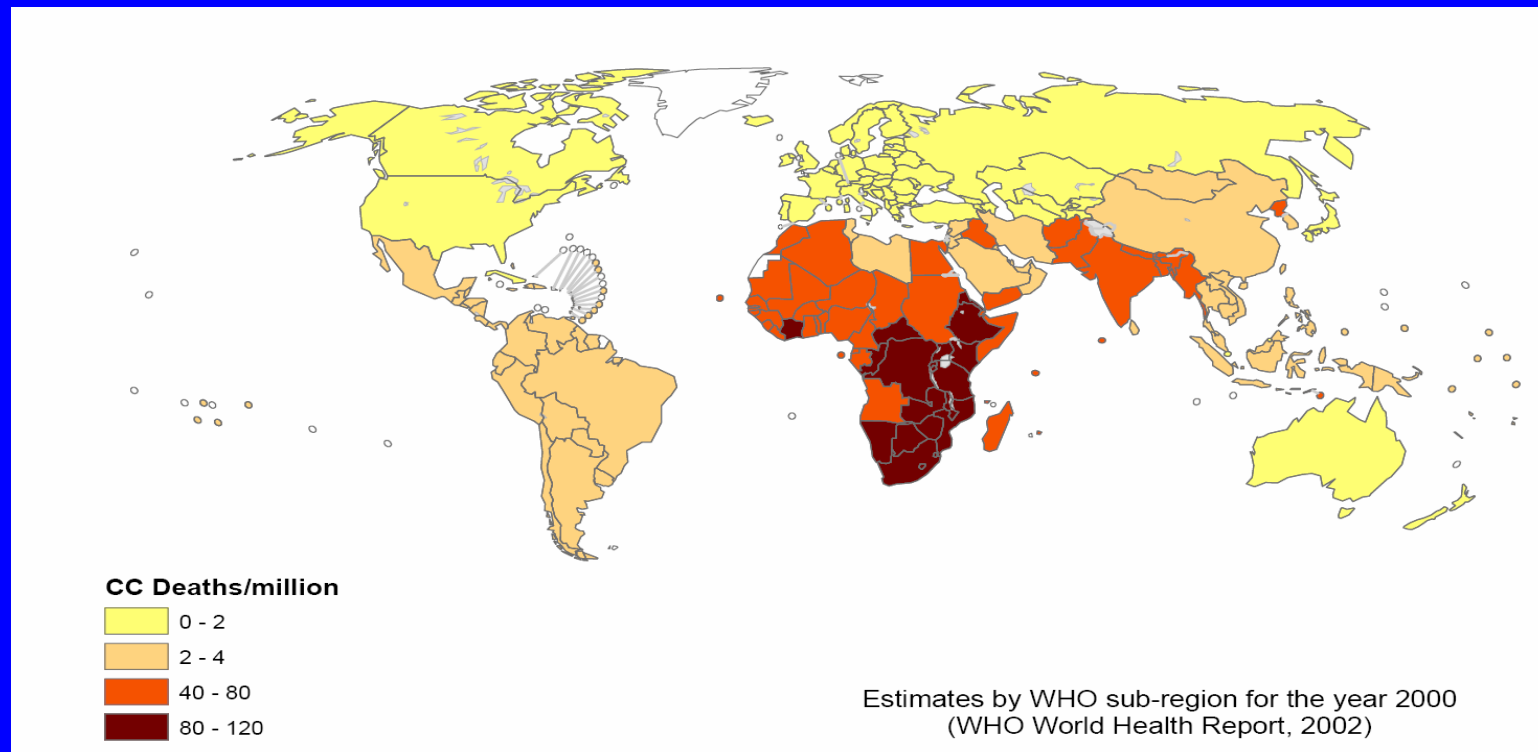 CC Deaths/million
0 - 2
2 - 4
40 - 80
80 - 120
Estimates by WHO sub-region for the year 2000
(WHO World Health Report, 2002)